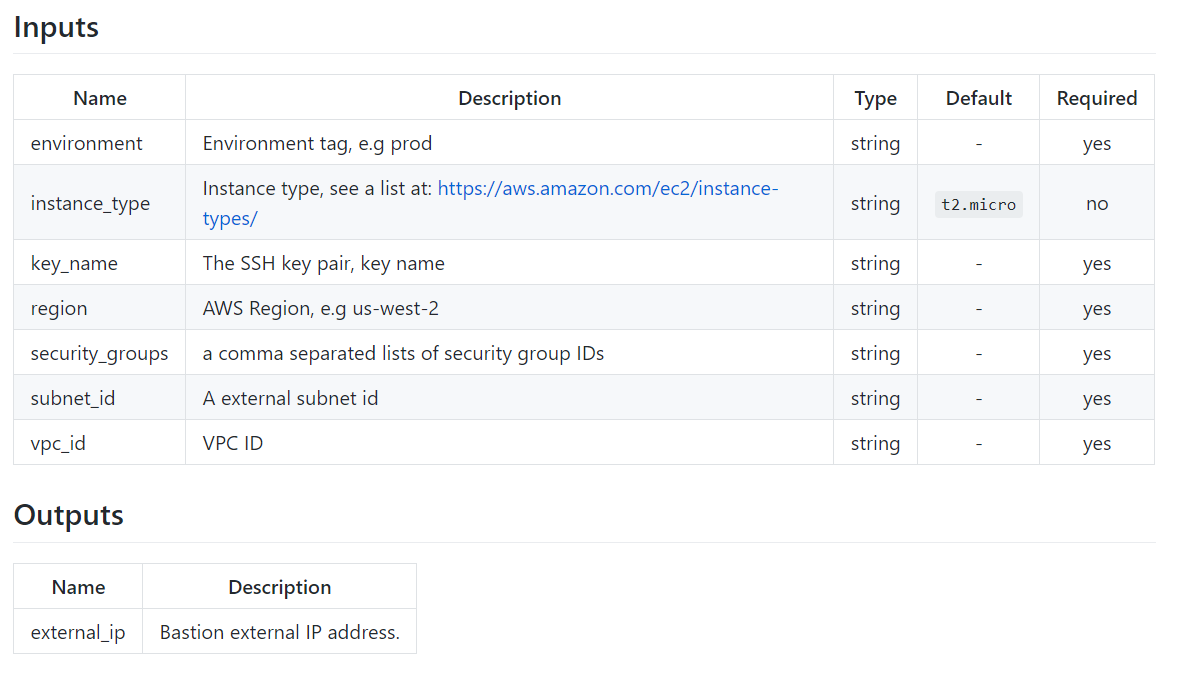 Inputs
Name Description Type Default Required
environment Environment tag, e.g prod string - yes
Instance type, see a list at: https://aws.amazon.com/ec2/instance-
instance_type string t2.micro no
types/
key_name The SSH key pair, key name string - yes
region AWS Region, e.g us-west-2 string - yes
security_groups a comma separated lists of security group IDs string - yes
subnet_id A external subnet id string - yes
vpc_id VPC ID string - yes
Outputs
Name Description
external_ip Bastion external IP address.